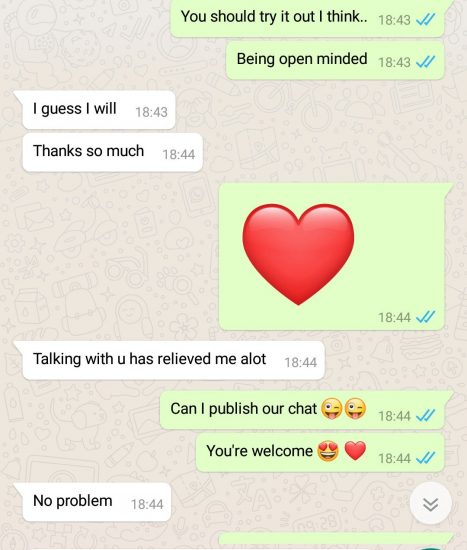 You should try it out I think.. 18:43
Being open minded 18:43
I guess I will 18:43
Thanks so much 18:44
18:44
Talking with u has relieved me alot 18:44
Can I publish our chat 😜😜 18:44
You're welcome 😍 ❤️ 18:44
No problem 18:44